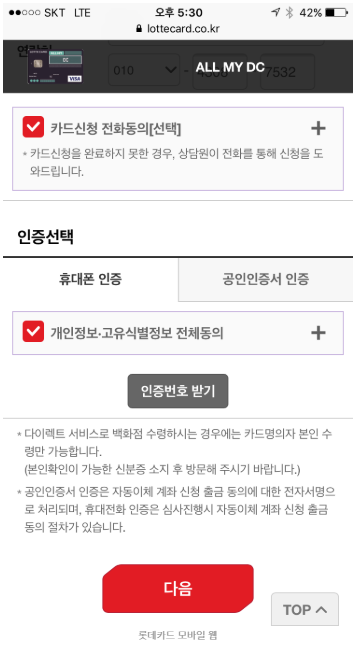 SKT LTE 오후 5:30 42%
lottecard.co.kr
연락처
ALL MY DC
010 - 7532
DC
VISA
카드신청 전화동의[선택] +
* 카드신청을 완료하지 못한 경우, 상담원이 전화를 통해 신청을 도
와드립니다.
인증선택
휴대폰 인증 공인인증서 인증
개인정보·고유식별정보 전체동의 +
인증번호 받기
* 다이렉트 서비스로 백화점 수령하시는 경우에는 카드명의자 본인 수
령만 가능합니다.
(본인확인이 가능한 신분증 소지 후 방문해 주시기 바랍니다.)
* 공인인증서 인증은 자동이체 계좌 신청 출금 동의에 대한 전자서명으
로 처리되며, 휴대전화 인증은 심사진행시 자동이체 계좌 신청 출금
동의 절차가 있습니다.
다음
TOP
롯데카드 모바일 웹